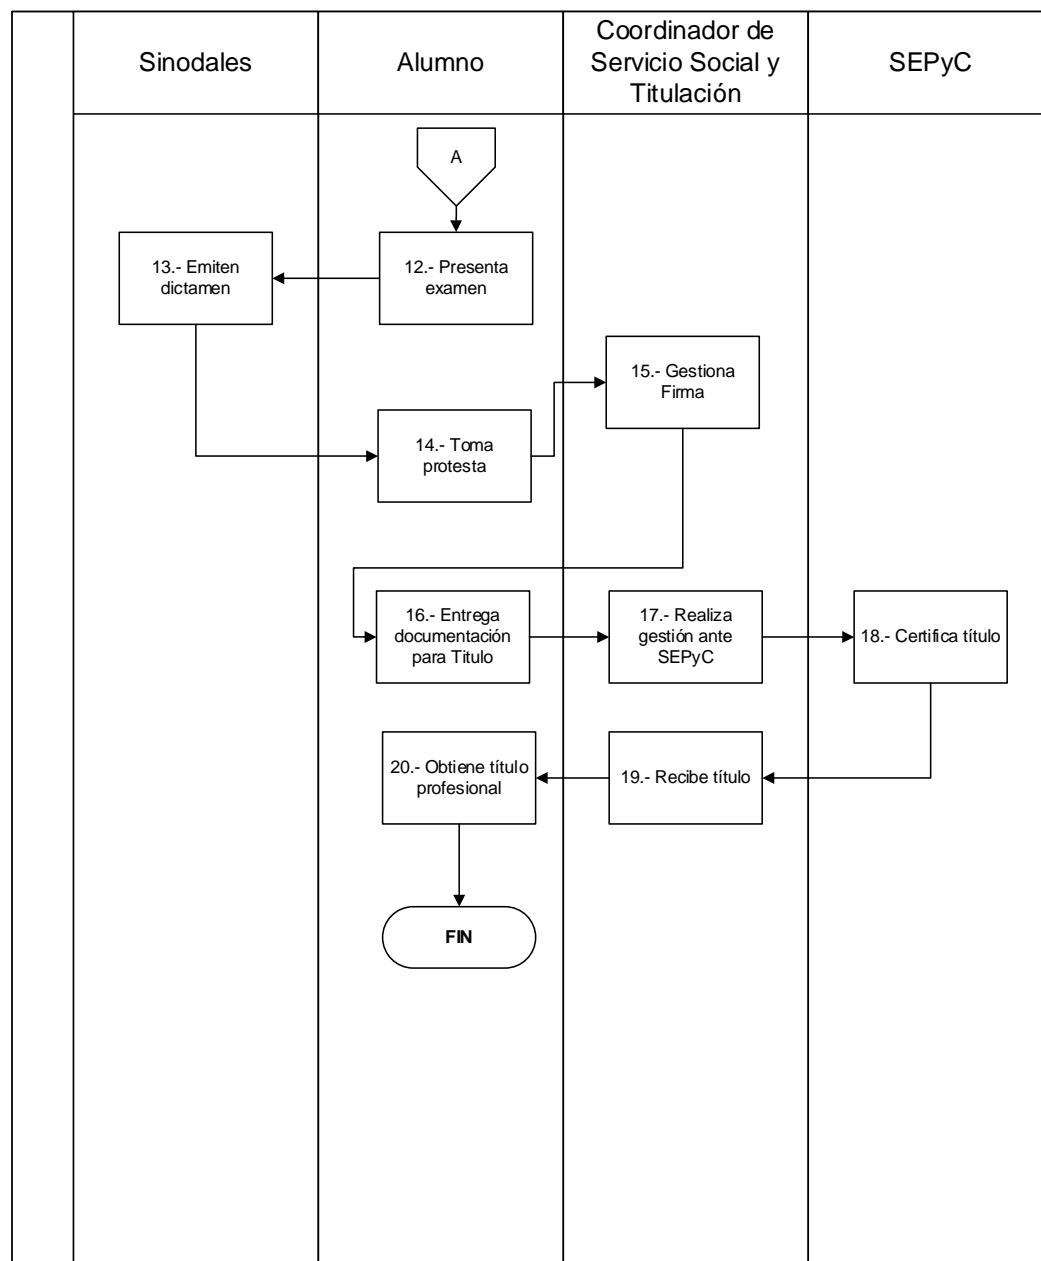 Sinodales
Alumno
Coordinador de
Servicio Social y
Titulación
SEPyC
A
12.- Presenta
examen
13.- Emiten
dictamen
14.- Toma
protesta
15.- Gestiona
Firma
16.- Entrega
documentación
para Titulo
17.- Realiza
gestión ante
SEPyC
18.- Certifica título
19.- Recibe título
20.- Obtiene título
profesional
FIN